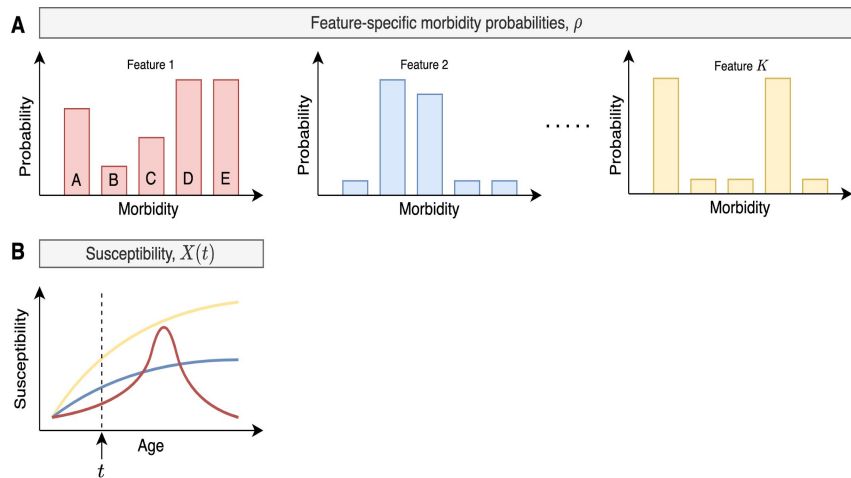 A
Feature-specific morbidity probabilities, ρ
Feature 1
Feature 2
Feature K
Probability
A B C D E
Morbidity
Probability
Morbidity
.....
Probability
Morbidity
B
Susceptibility, X(t)
Susceptibility
Age
t